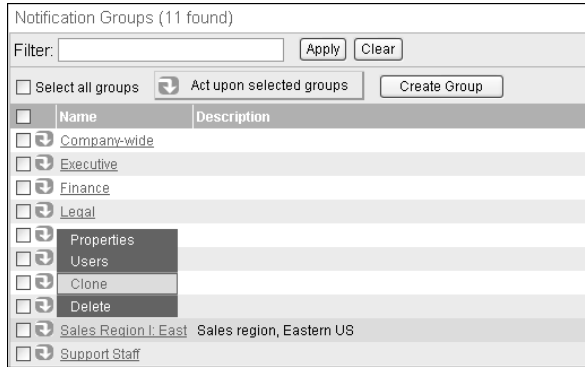 Notification Groups (11 found)
Filter: Apply Clear
Select all groups Act upon selected groups Create Group
Name Description
Company-wide
Executive
Finance
Legal
Properties
Users
Clone
Delete
Sales Region I: East Sales region, Eastern US
Support Staff